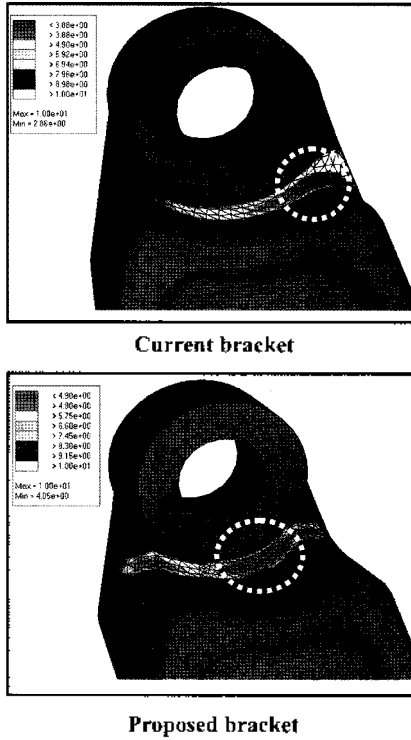 < 3.88e+00
> 3.88e+00
> 4.90e+00
> 5.92e+00
> 6.94e+00
> 7.96e+00
> 8.98e+00
> 1.00e+01
Max = 1.00e+01
Min = 2.86e+00
Current bracket
< 4.90e+00
> 4.90e+00
> 5.75e+00
> 6.60e+00
> 7.45e+00
> 8.30e+00
> 9.15e+00
> 1.00e+01
Max = 1.00e+01
Min = 4.05e+00
Proposed bracket